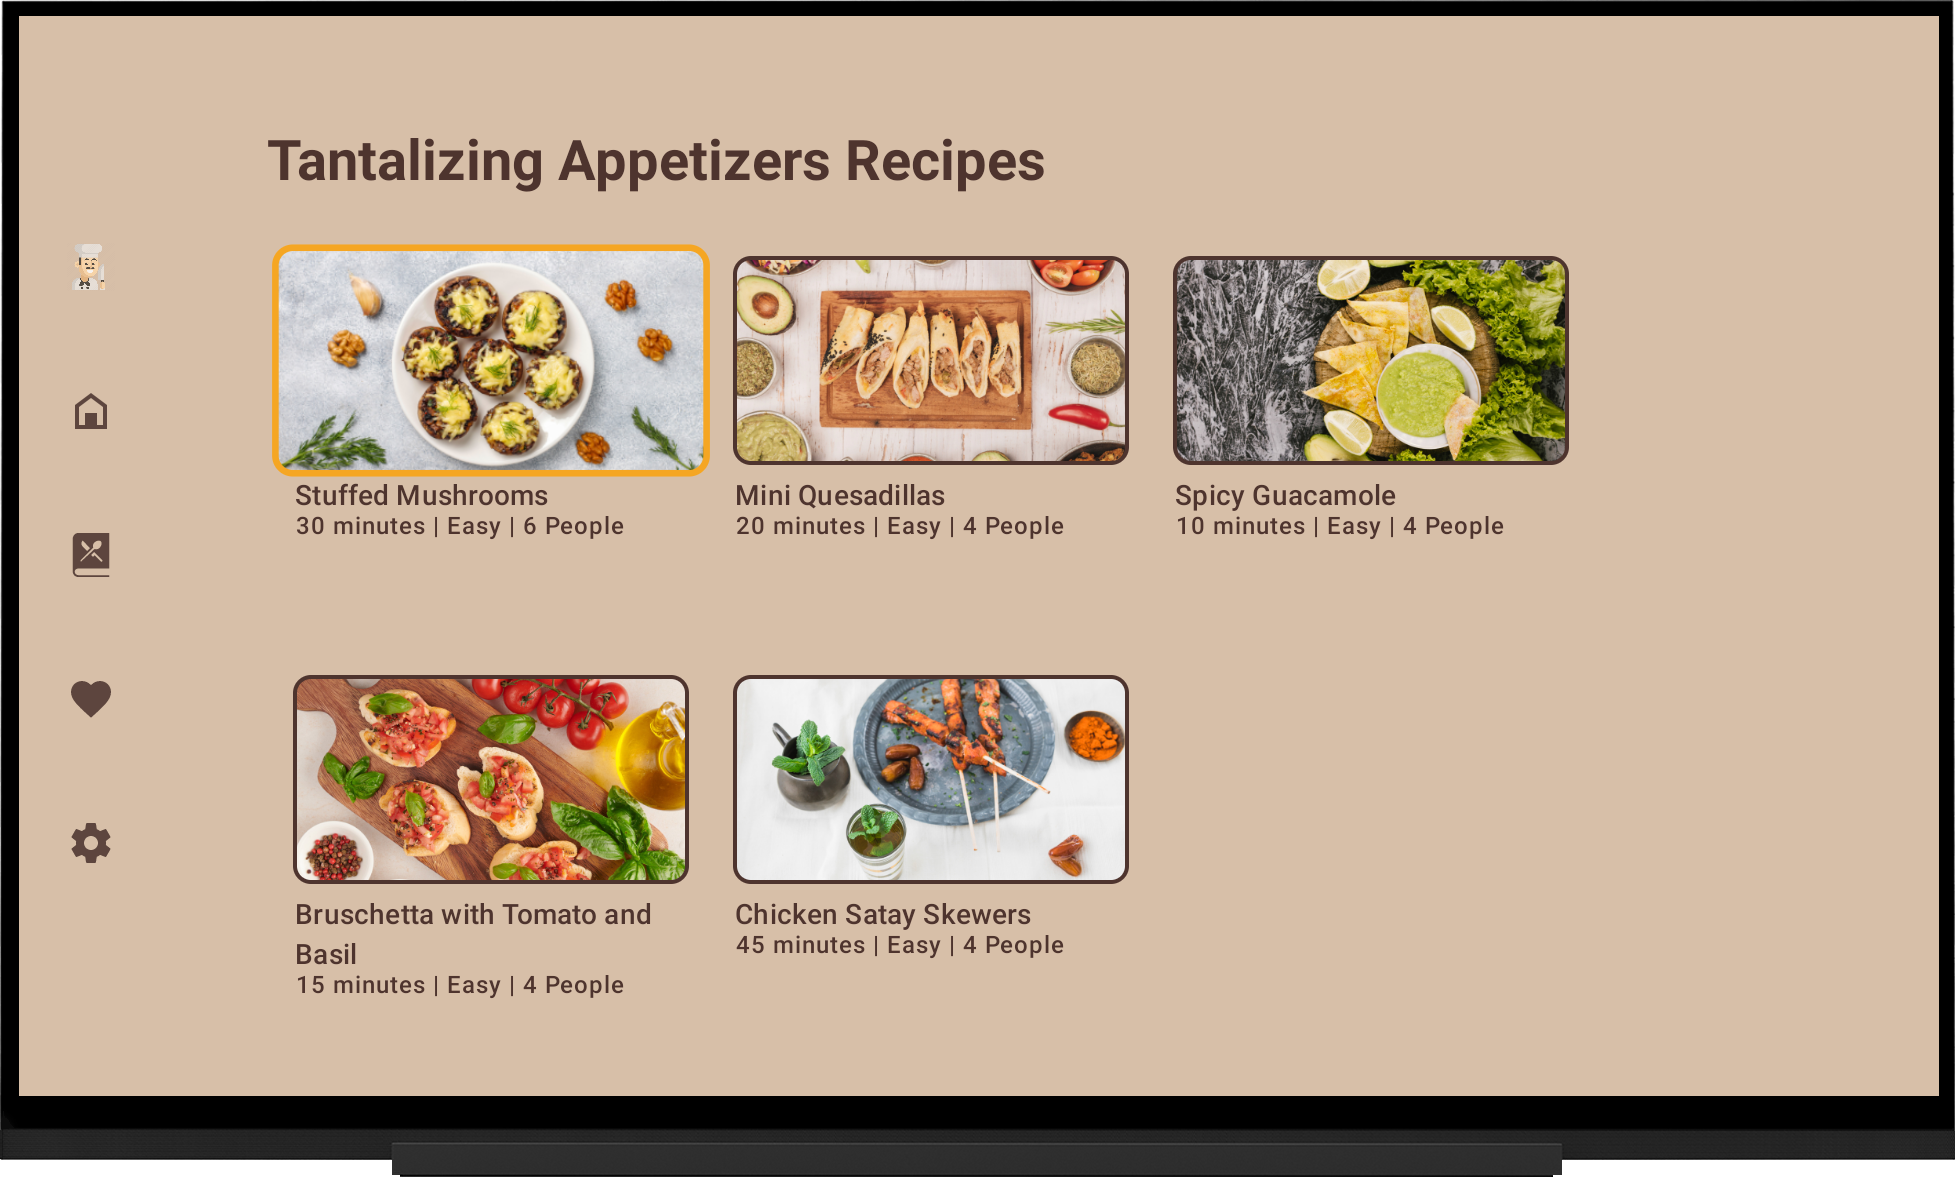 Tantalizing Appetizers Recipes
Stuffed Mushrooms
30 minutes | Easy | 6 People
Mini Quesadillas
20 minutes | Easy | 4 People
Spicy Guacamole
10 minutes | Easy | 4 People
Bruschetta with Tomato and
Basil
15 minutes | Easy | 4 People
Chicken Satay Skewers
45 minutes | Easy | 4 People